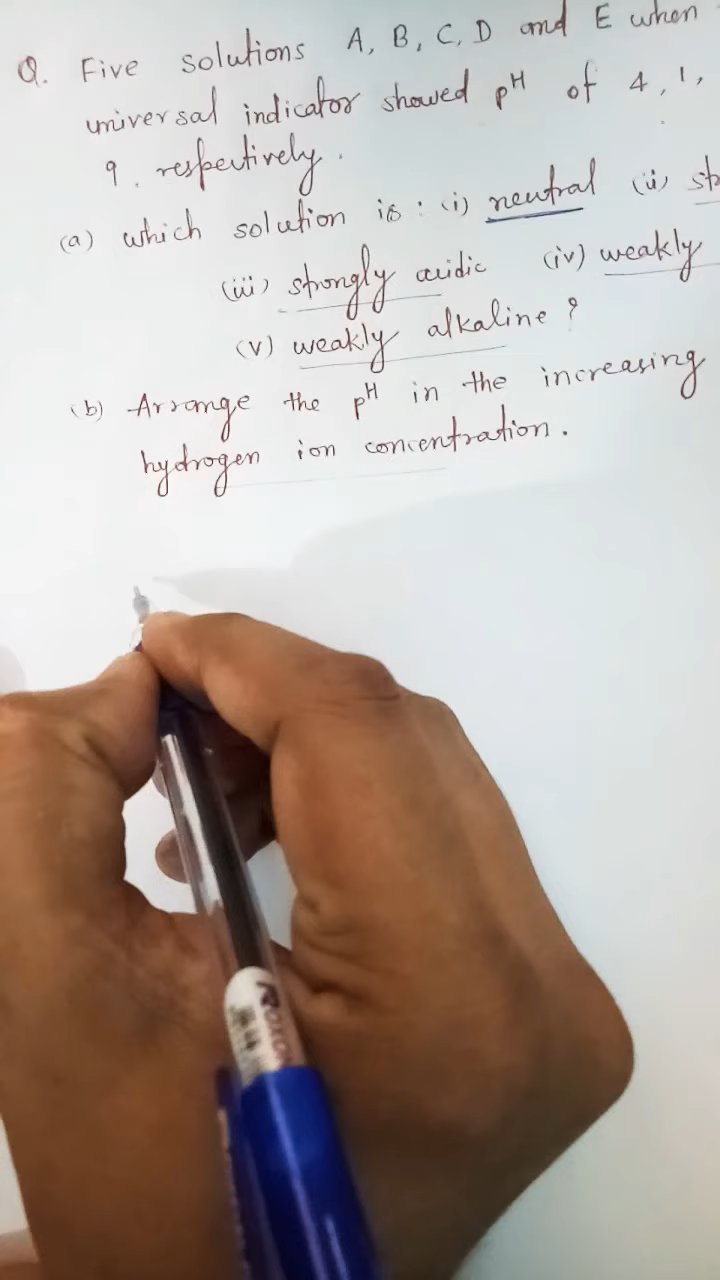 Q. Five solutions A, B, C, D and E when
universal indicator showed pH of 4, 1,
9. respectively.
(a) which solution is : (i) neutral (ii)
(iii) strongly acidic (iv) weakly
(v) weakly alkaline ?
(b) Arrange the pH in the increasing
hydrogen ion concentration.